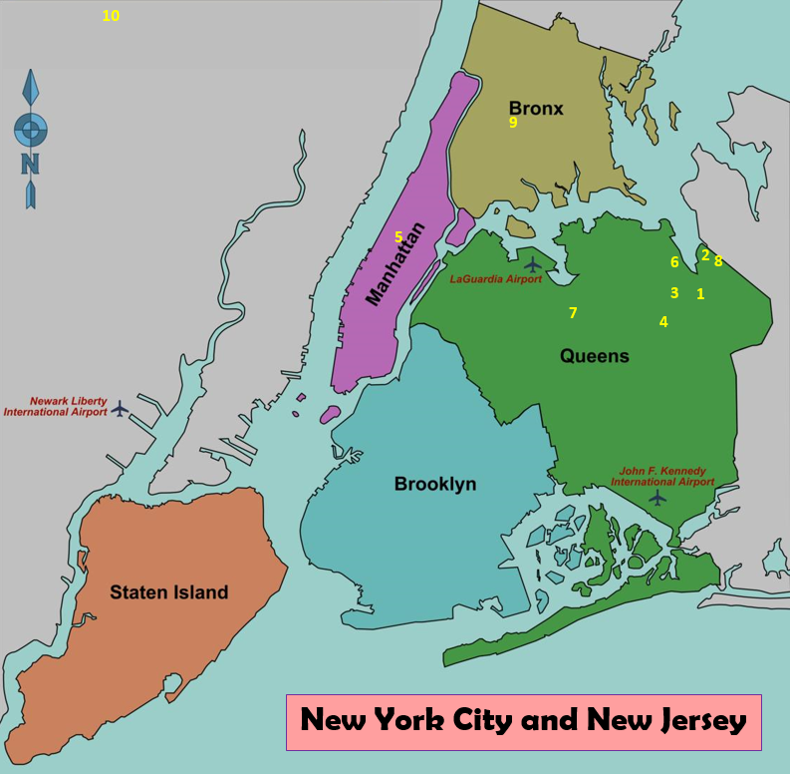 10
N
Bronx
9
5
Manhattan
LaGuardia Airport
6
2
8
3
1
7
4
Queens
Newark Liberty
International Airport
John F. Kennedy
International Airport
Brooklyn
Staten Island
New York City and New Jersey